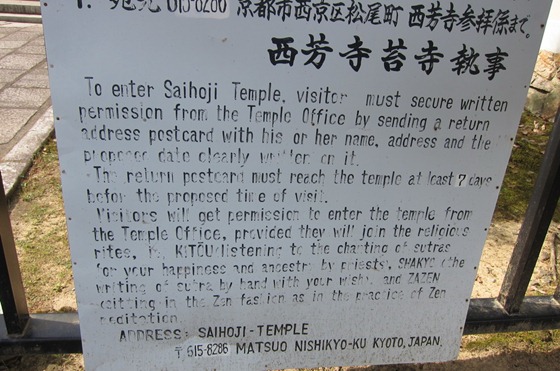 1. 宛先 615-8286 京都市西京区松尾町 西芳寺参拝係まで。
西芳寺 苔寺 執事
To enter Saihoji Temple, visitor must secure written
permission from the Temple Office by sending a return
address postcard with his or her name, address and the
proposed date clearly written on it.
The return postcard must reach the temple at least 7 days
before the proposed time of visit.
Visitors will get permission to enter the temple from
the Temple Office, provided they will join the religious
rites, KITOU (listening to the chanting of sutras
for your happiness and ancestry by priests), SHAKYO (the
writing of sutra by hand with your wish), and ZAZEN
(sitting in the Zen fashion as in the practice of Zen
meditation.
ADDRESS: SAIHOJI-TEMPLE
〒615-8286 MATSUO NISHIKYO-KU KYOTO, JAPAN.